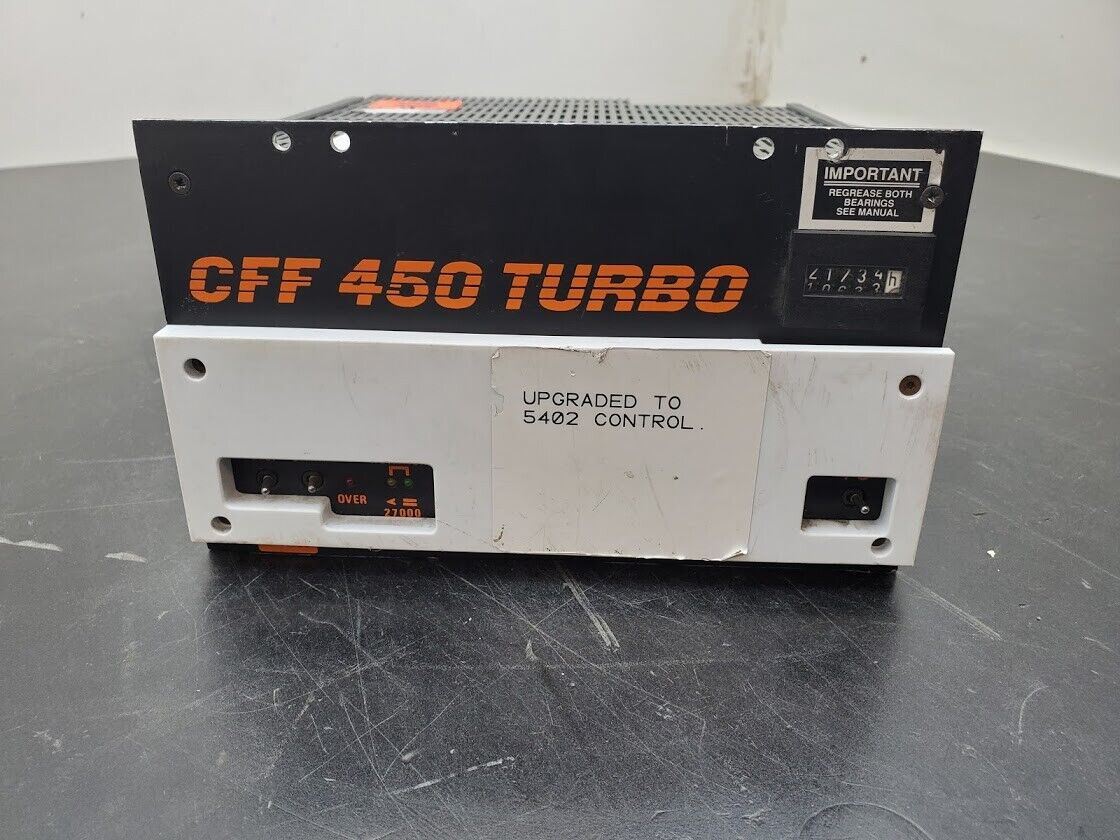 IMPORTANT
REGREASE BOTH
BEARINGS
SEE MANUAL
CFF 450 TURBO
h
UPGRADED TO
5402 CONTROL.
OVER
< =
27000